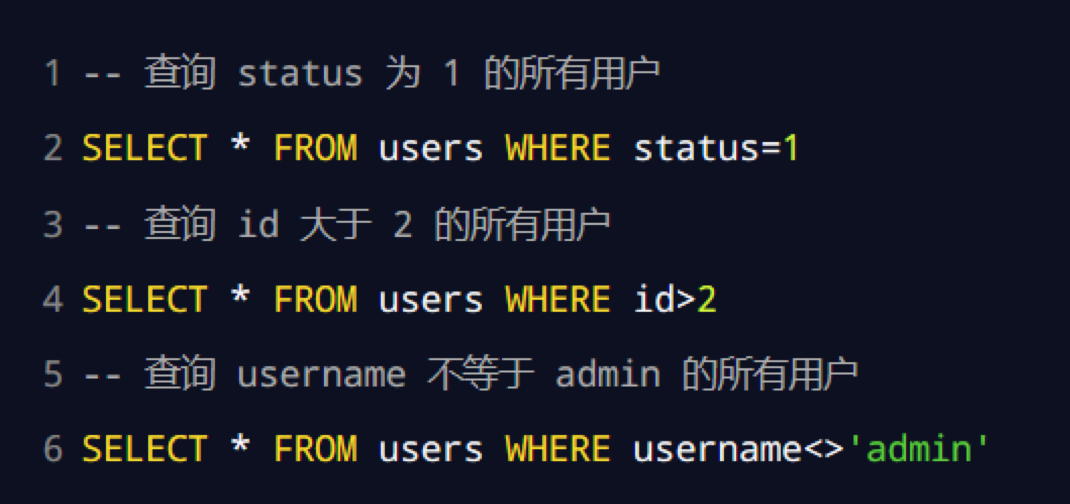 1 -- 查询 status 为 1 的所有用户
2 SELECT * FROM users WHERE status=1
3 -- 查询 id 大于 2 的所有用户
4 SELECT * FROM users WHERE id>2
5 -- 查询 username 不等于 admin 的所有用户
6 SELECT * FROM users WHERE username<>'admin'